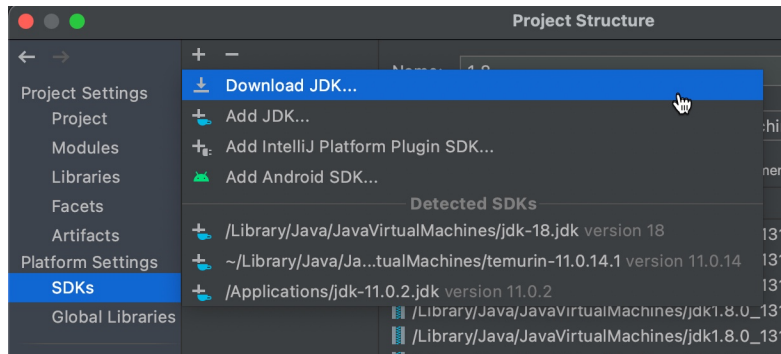 Project Structure
Project Settings
Project
Modules
Libraries
Facets
Artifacts
Platform Settings
SDKs
Global Libraries
Download JDK...
Add JDK...
Add IntelliJ Platform Plugin SDK...
Add Android SDK...
Detected SDKs
/Library/Java/JavaVirtualMachines/jdk-18.jdk version 18
~/Library/Java/Ja...tualMachines/temurin-11.0.14.1 version 11.0.14
/Applications/jdk-11.0.2.jdk version 11.0.2
/Library/Java/JavaVirtualMachines/jdk1.8.0_131
/Library/Java/JavaVirtualMachines/jdk1.8.0_131